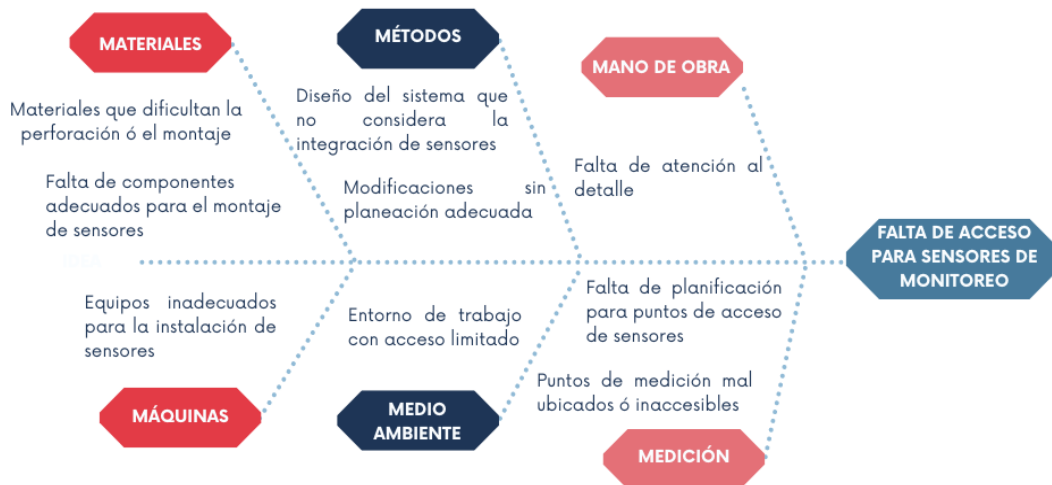 MATERIALES
MÉTODOS
MANO DE OBRA
Materiales que dificultan la
perforación ó el montaje
Diseño del sistema que
no considera la
integración de sensores
Falta de atención al
detalle
Falta de componentes
adecuados para el montaje
de sensores
Modificaciones sin
planeación adecuada
FALTA DE ACCESO
PARA SENSORES DE
MONITOREO
Equipos inadecuados
para la instalación de
sensores
Entorno de trabajo
con acceso limitado
Falta de planificación
para puntos de acceso
de sensores
Puntos de medición mal
ubicados ó inaccesibles
MÁQUINAS
MEDIO
AMBIENTE
MEDICIÓN